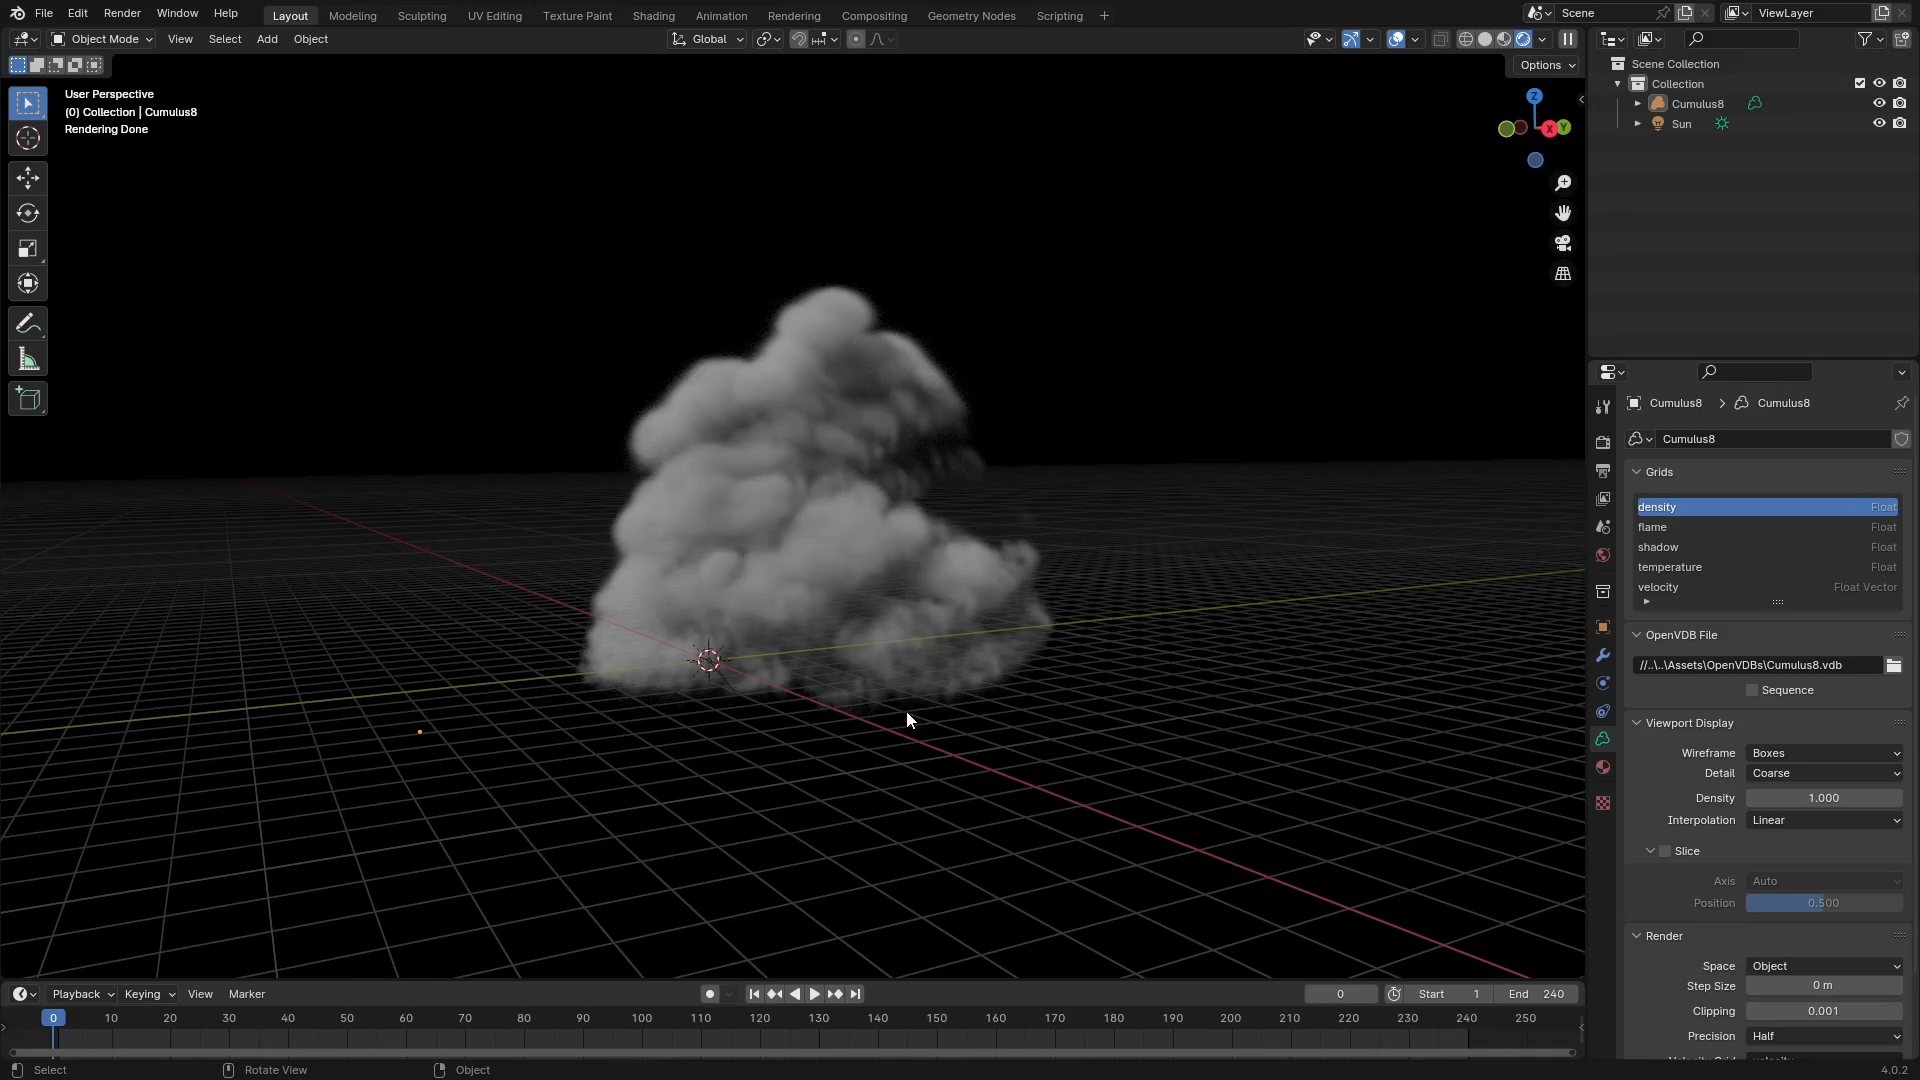 File Edit Render Window Help Layout Modeling Sculpting UV Editing Texture Paint Shading Animation Rendering Compositing Geometry Nodes Scripting + Scene ViewLayer
Object Mode View Select Add Object Global
Options
User Perspective
(0) Collection | Cumulus8
Rendering Done
Z
X
Y
Scene Collection
Collection
Cumulus8
Sun
Cumulus8 > Cumulus8
Cumulus8
Grids
density Float
flame Float
shadow Float
temperature Float
velocity Float Vector
OpenVDB File
//..\..\Assets\OpenVDBs\Cumulus8.vdb
Sequence
Viewport Display
Wireframe Boxes
Detail Coarse
Density 1.000
Interpolation Linear
Slice
Axis Auto
Position 0.500
Render
Space Object
Step Size 0 m
Clipping 0.001
Precision Half
Velocity Grid velocity
Playback Keying View Marker 0 Start 1 End 240
0 10 20 30 40 50 60 70 80 90 100 110 120 130 140 150 160 170 180 190 200 210 220 230 240 250
Select Rotate View Object 4.0.2